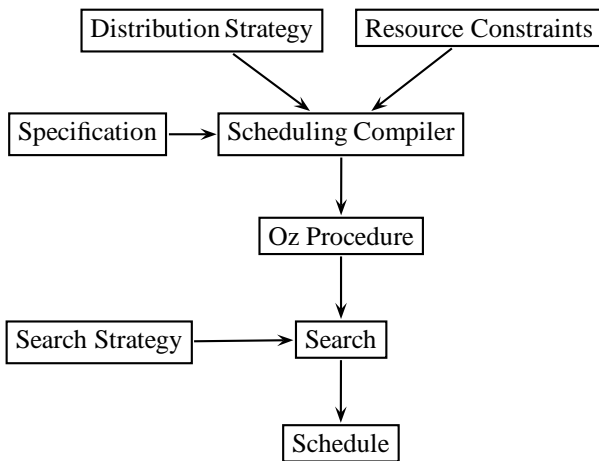 Distribution Strategy
Resource Constraints
Specification
Scheduling Compiler
Oz Procedure
Search Strategy
Search
Schedule